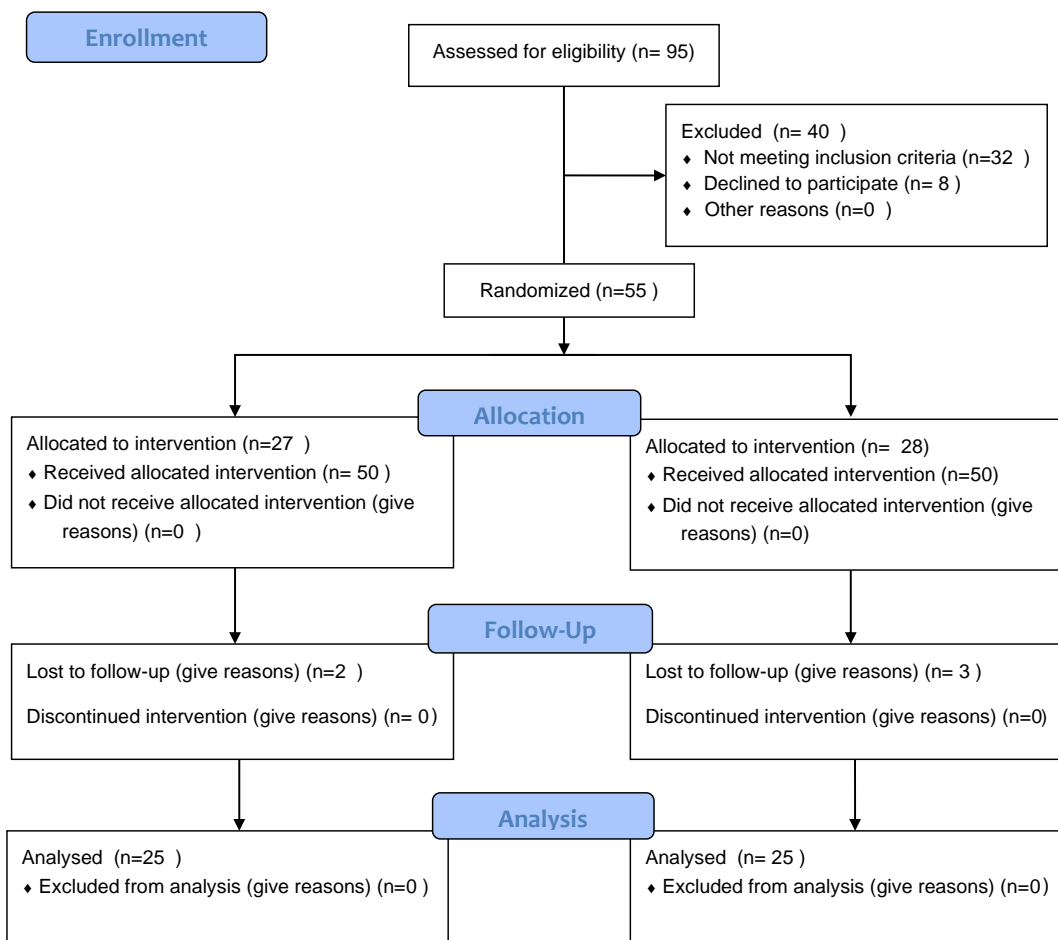 Enrollment
Assessed for eligibility (n= 95)
Excluded (n= 40 )
♦ Not meeting inclusion criteria (n=32 )
♦ Declined to participate (n= 8 )
♦ Other reasons (n=0 )
Randomized (n=55 )
Allocation
Allocated to intervention (n=27 )
♦ Received allocated intervention (n= 50 )
♦ Did not receive allocated intervention (give
reasons) (n=0 )
Allocated to intervention (n= 28)
♦ Received allocated intervention (n=50)
♦ Did not receive allocated intervention (give
reasons) (n=0)
Follow-Up
Lost to follow-up (give reasons) (n=2 )
Discontinued intervention (give reasons) (n= 0)
Lost to follow-up (give reasons) (n= 3 )
Discontinued intervention (give reasons) (n=0)
Analysis
Analysed (n=25 )
♦ Excluded from analysis (give reasons) (n=0 )
Analysed (n= 25 )
♦ Excluded from analysis (give reasons) (n=0)